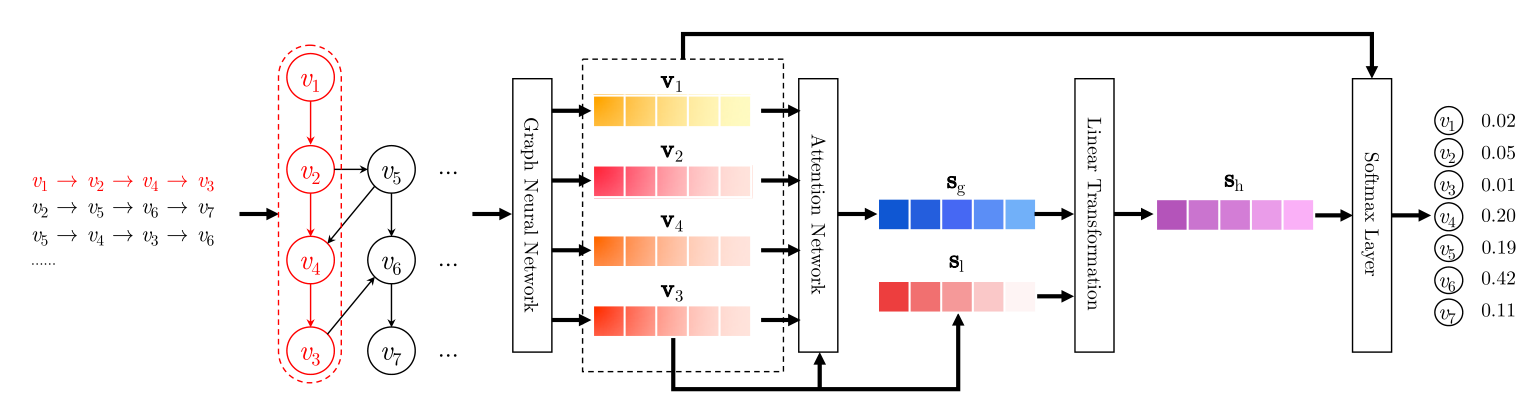 v1 → v2 → v4 → v3
v2 → v5 → v6 → v7
v5 → v4 → v3 → v6
......
v1
v2
v5
...
v4
v6
...
v3
v7
...
Graph Neural Network
v1
v2
v4
v3
Attention Network
sg
sl
Linear Transformation
sh
Softmax Layer
v1 0.02
v2 0.05
v3 0.01
v4 0.20
v5 0.19
v6 0.42
v7 0.11